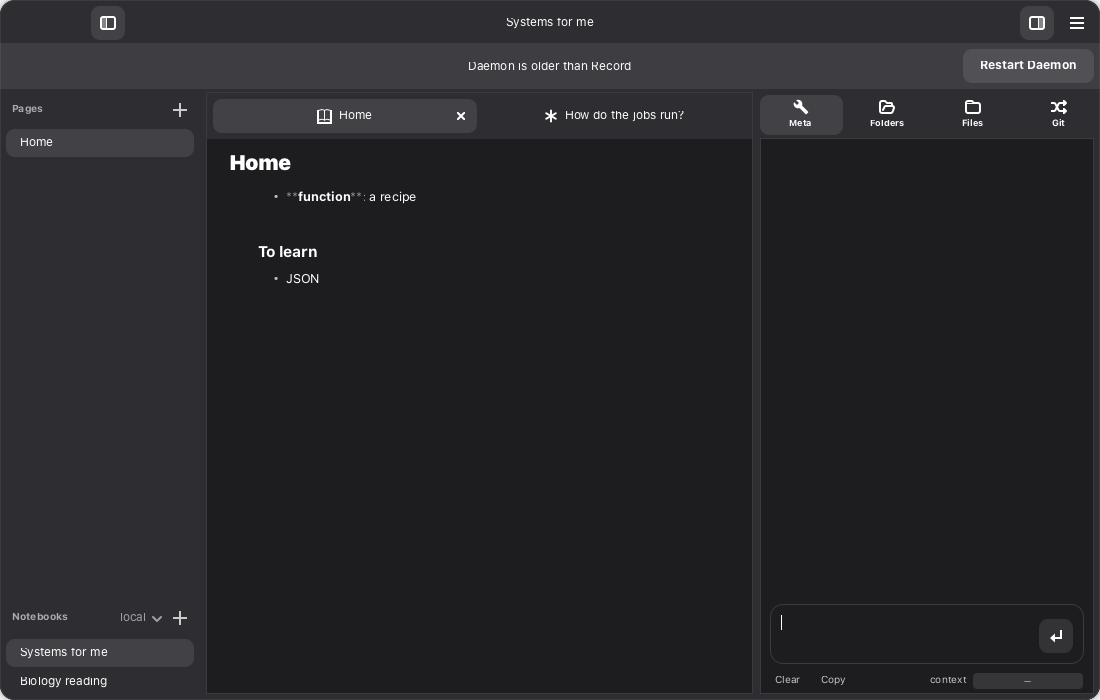 Systems for me
Daemon is older than Record
Restart Daemon
Pages
Home
Home
How do the jobs run?
Home
• **function**: a recipe
To learn
• JSON
Meta
Folders
Files
Git
Notebooks
local
Systems for me
Biology reading
Clear
Copy
context
–